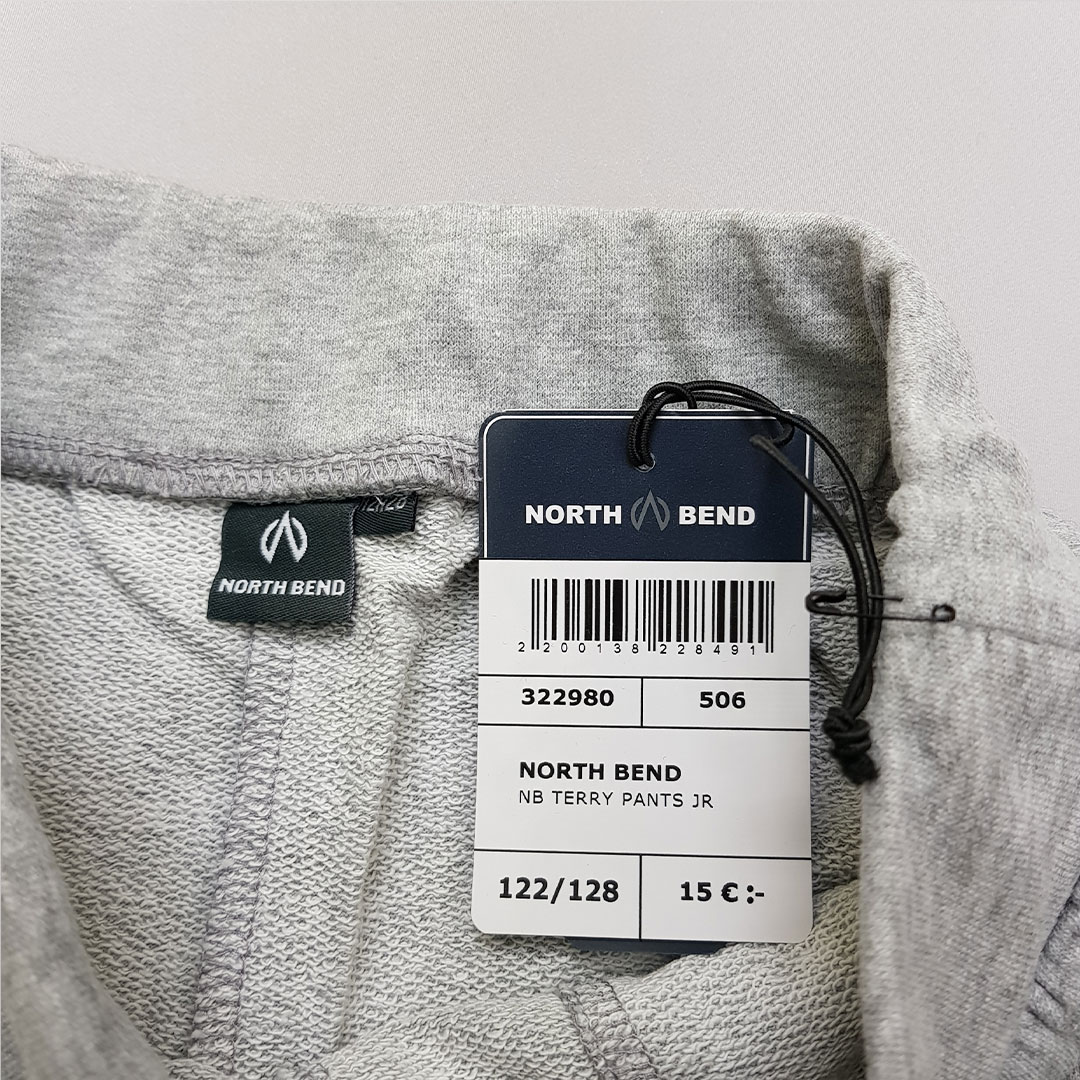 NORTH BEND
2 200138 228491
322980 506
NORTH BEND
NB TERRY PANTS JR
122/128 15 € :-
NORTH BEND